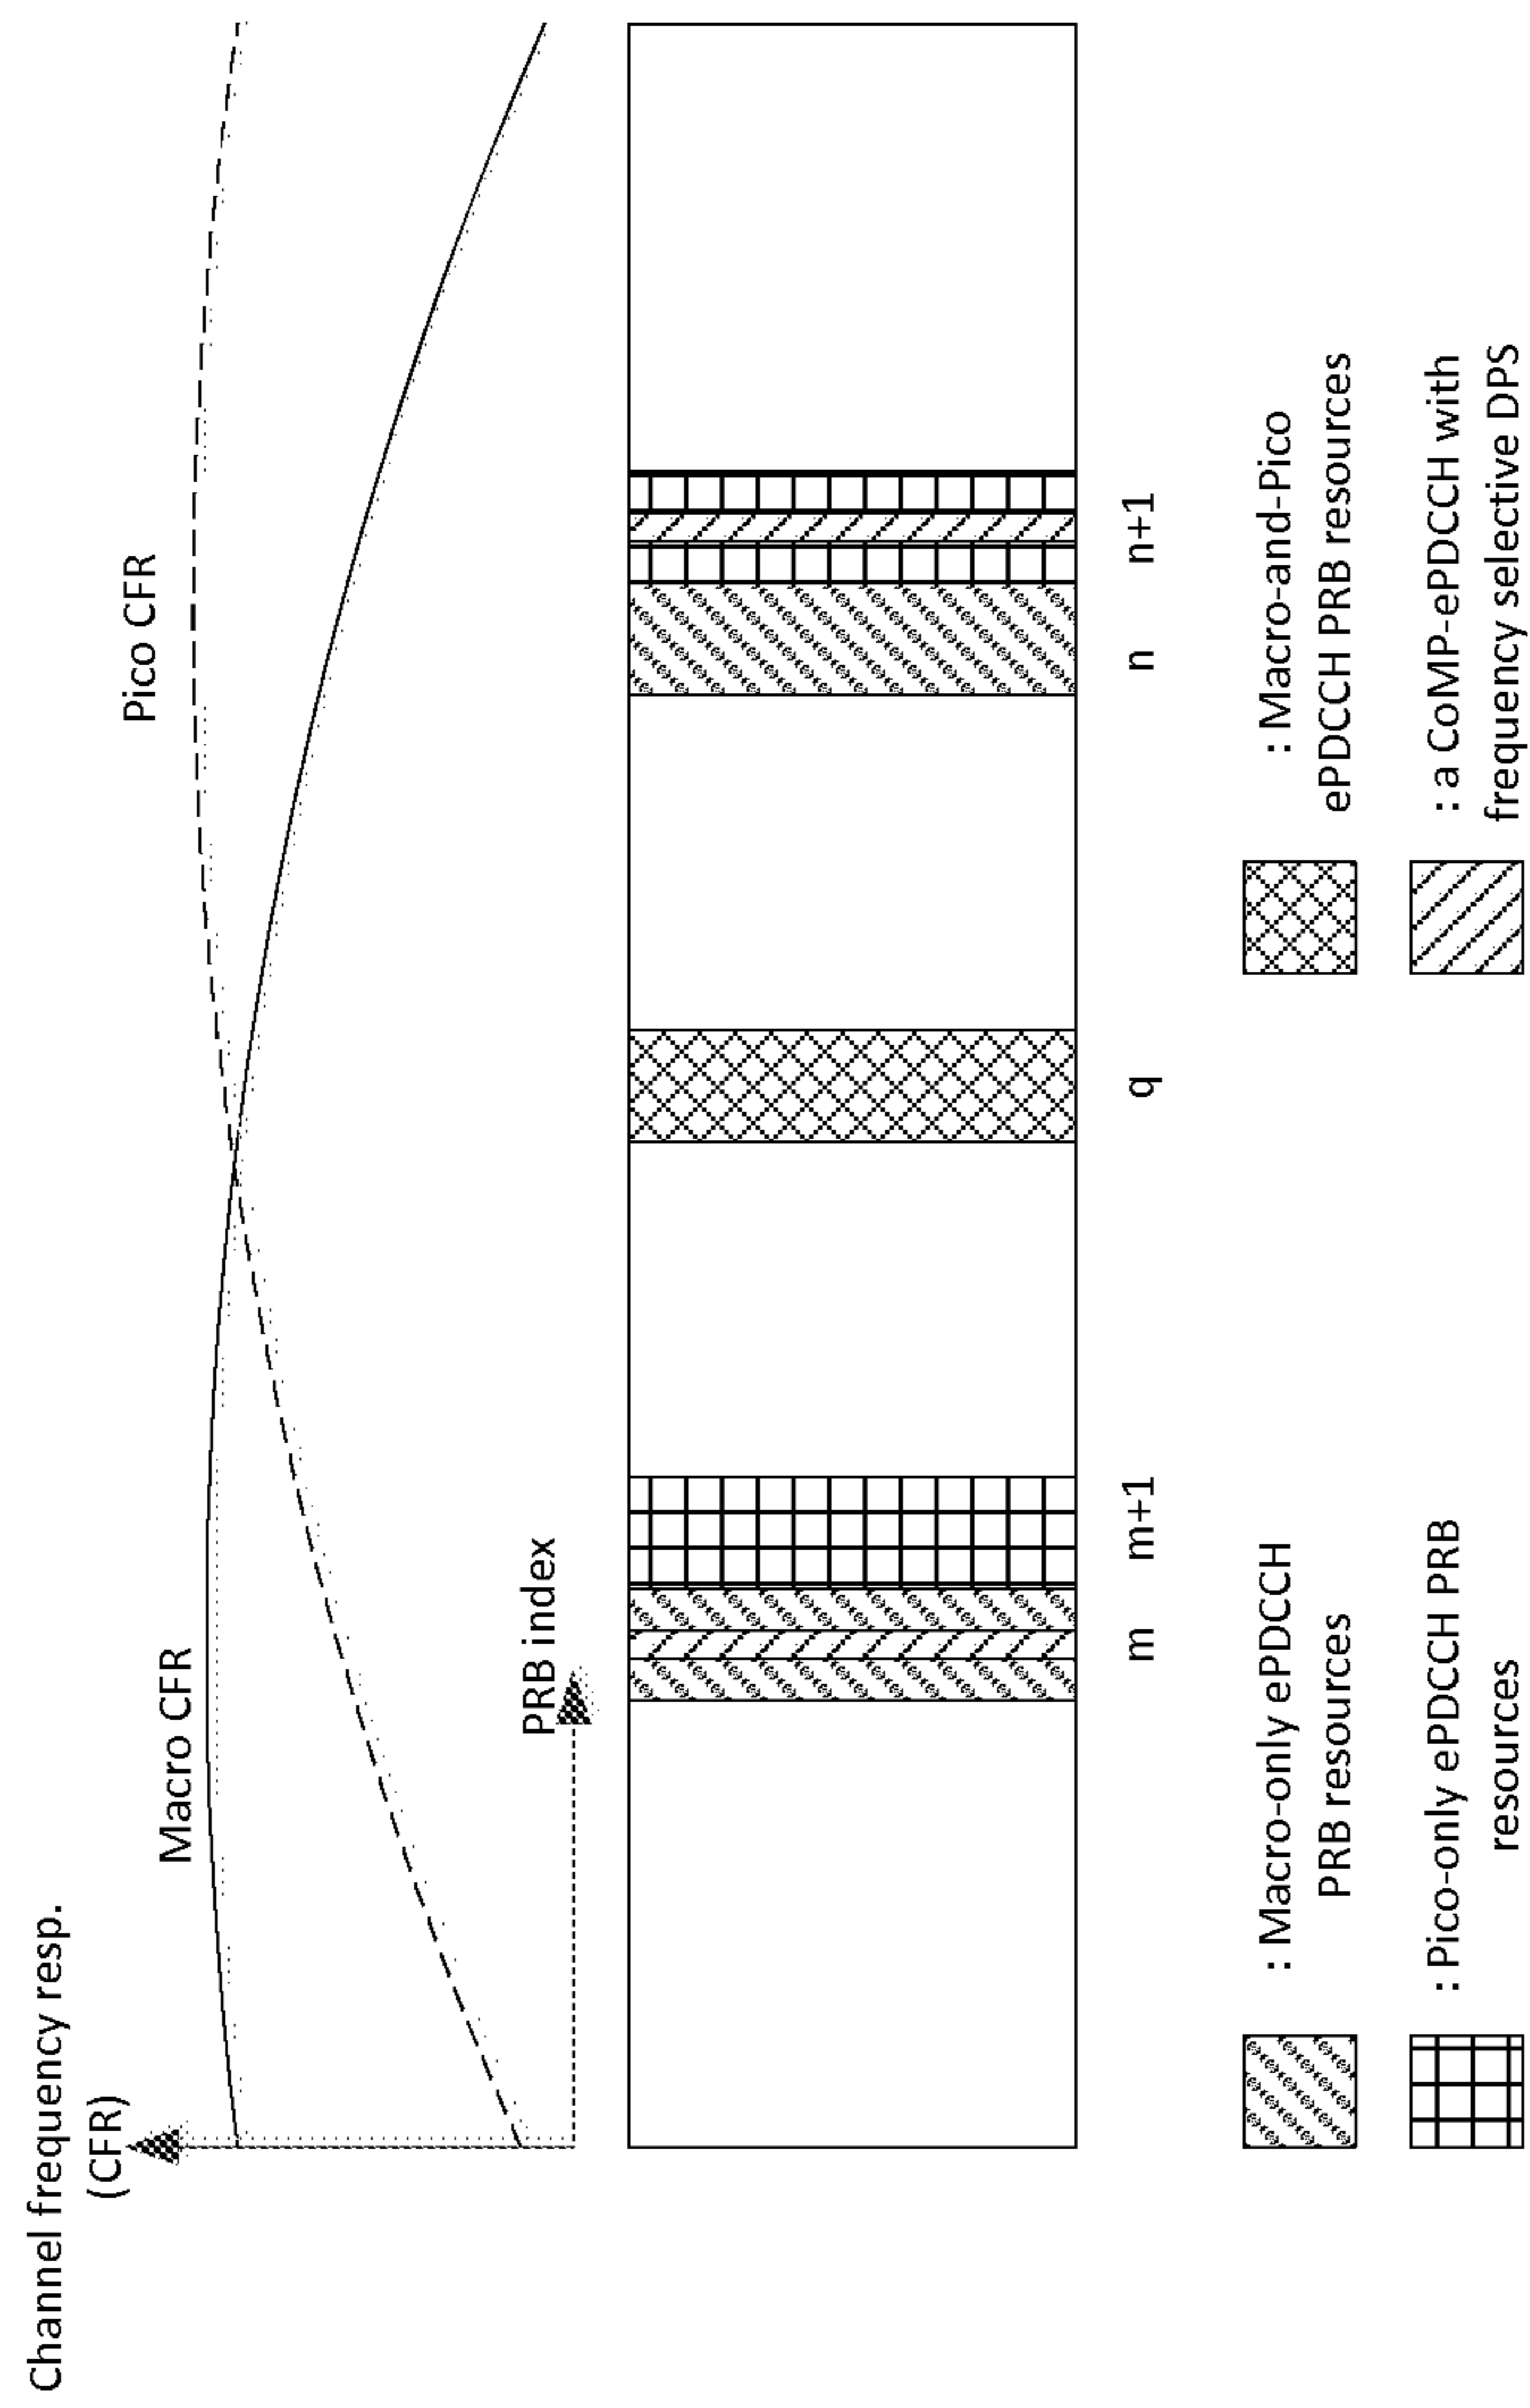 Channel frequency resp.
(CFR)
Macro CFR
Pico CFR
PRB index
m
m+1
q
n
n+1
: Macro-only ePDCCH
PRB resources
: Macro-and-Pico
ePDCCH PRB resources
: Pico-only ePDCCH PRB
resources
: a CoMP-ePDCCH with
frequency selective DPS